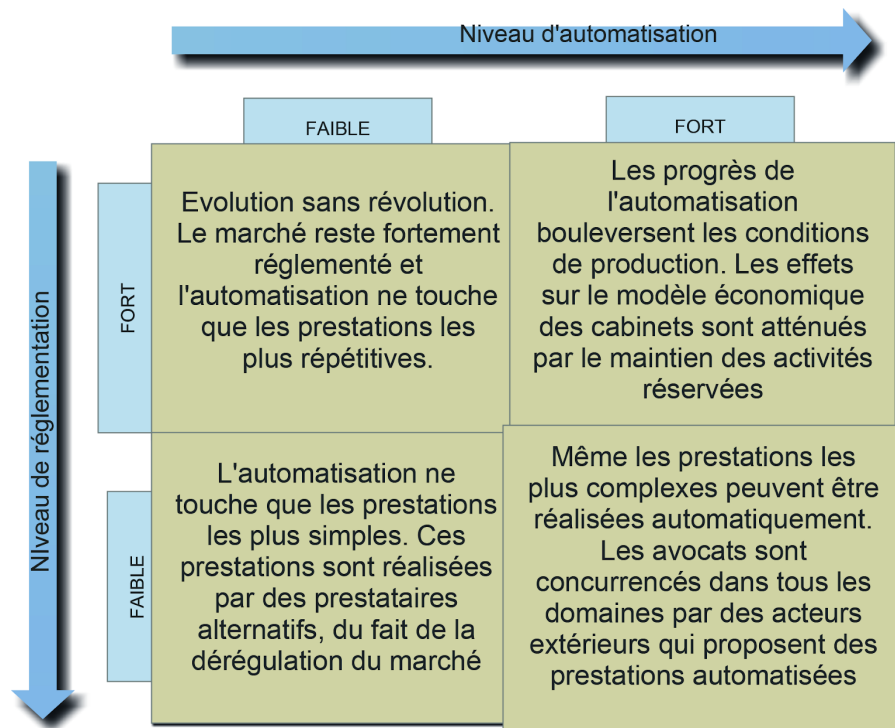 Niveau d'automatisation
FAIBLE
FORT
NIveau de réglementation
FORT
Evolution sans révolution.
Le marché reste fortement
réglementé et
l'automatisation ne touche
que les prestations les
plus répétitives.
Les progrès de
l'automatisation
bouleversent les conditions
de production. Les effets
sur le modèle économique
des cabinets sont atténués
par le maintien des activités
réservées
FAIBLE
L'automatisation ne
touche que les prestations
les plus simples. Ces
prestations sont réalisées
par des prestataires
alternatifs, du fait de la
dérégulation du marché
Même les prestations les
plus complexes peuvent être
réalisées automatiquement.
Les avocats sont
concurrencés dans tous les
domaines par des acteurs
extérieurs qui proposent des
prestations automatisées